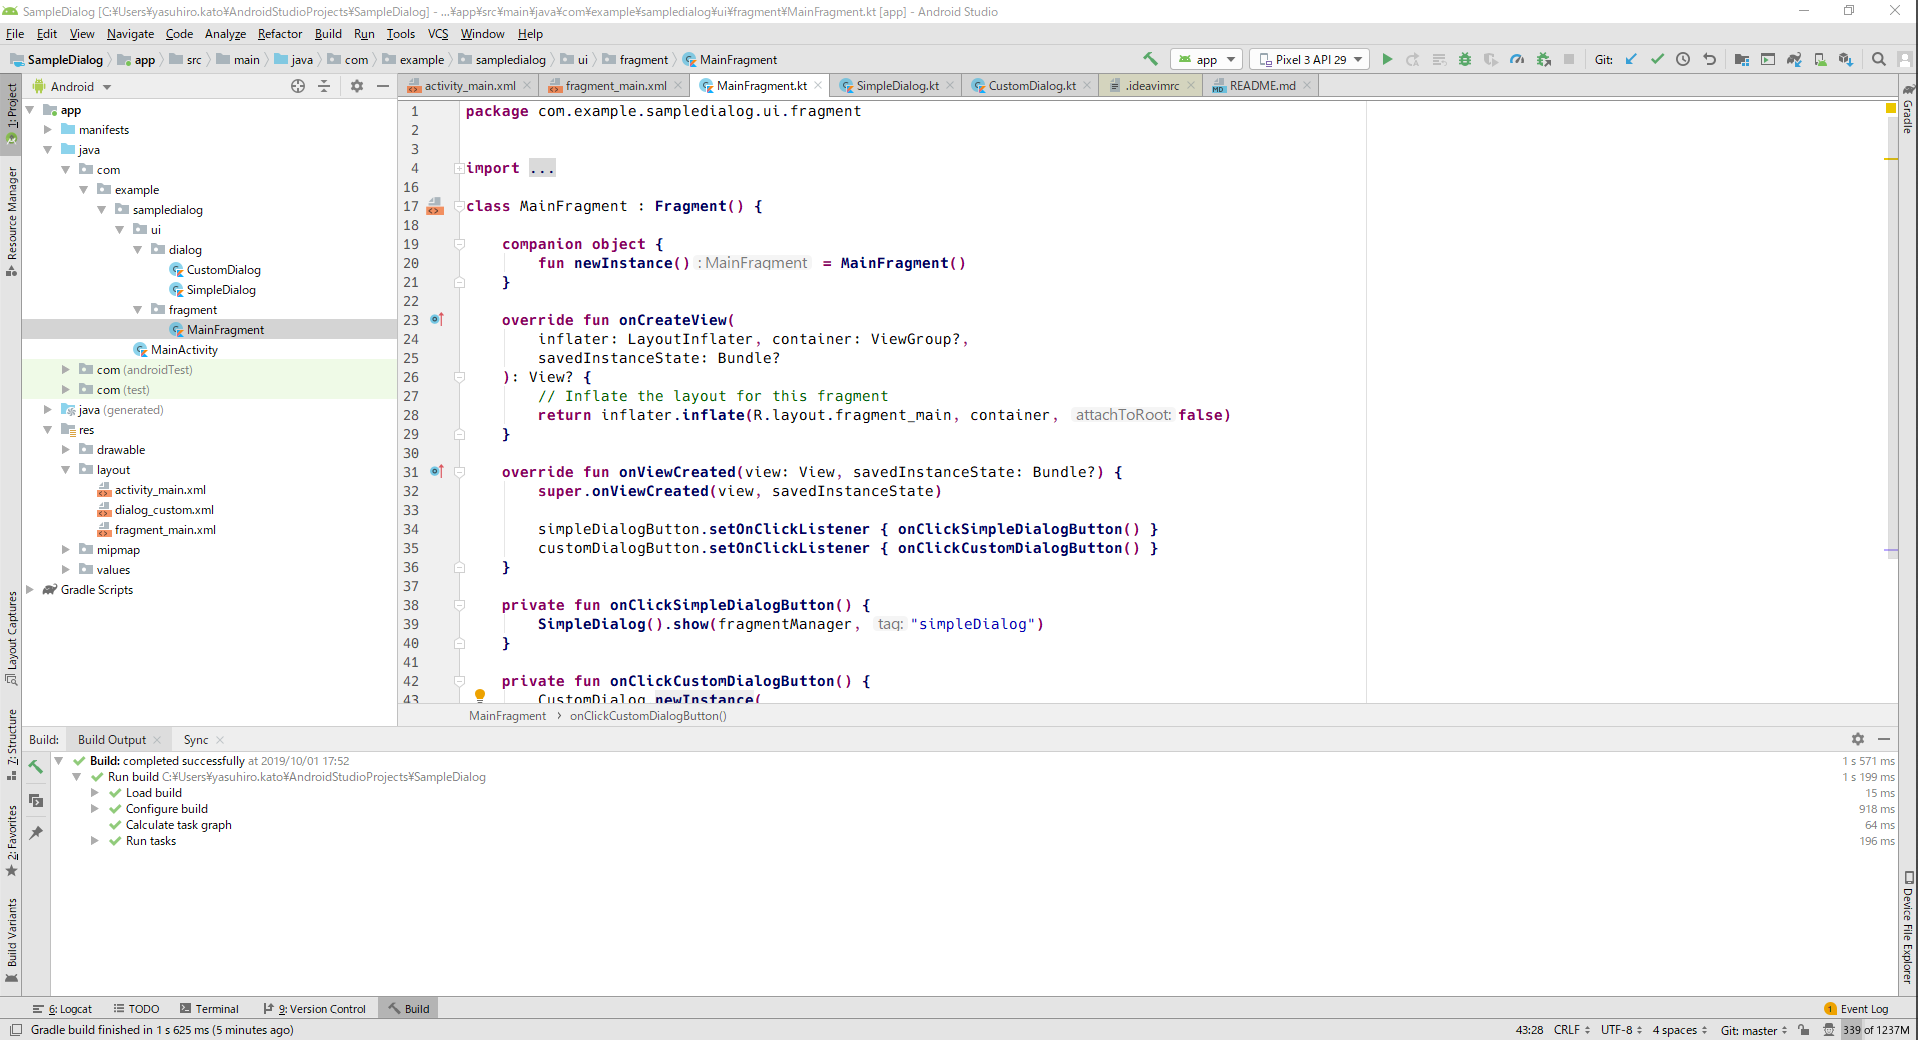 SampleDialog [C:¥Users¥yasuhiro.kato¥AndroidStudioProjects¥SampleDialog] - ...¥app¥src¥main¥java¥com¥example¥sampledialog¥ui¥fragment¥MainFragment.kt [app] - Android Studio
File Edit View Navigate Code Analyze Refactor Build Run Tools VCS Window Help
SampleDialog app src main java com example sampledialog ui fragment MainFragment
app Pixel 3 API 29 Git:
Android
activity_main.xml fragment_main.xml MainFragment.kt SimpleDialog.kt CustomDialog.kt .ideavimrc README.md
1: Project
Resource Manager
Layout Captures
Z: Structure
2: Favorites
Build Variants
app
manifests
java
com
example
sampledialog
ui
dialog
CustomDialog
SimpleDialog
fragment
MainFragment
MainActivity
com (androidTest)
com (test)
java (generated)
res
drawable
layout
activity_main.xml
dialog_custom.xml
fragment_main.xml
mipmap
values
Gradle Scripts
1 package com.example.sampledialog.ui.fragment
2
3
4 import ...
16
17 class MainFragment : Fragment() {
18
19 companion object {
20 fun newInstance() : MainFragment = MainFragment()
21 }
22
23 override fun onCreateView(
24 inflater: LayoutInflater, container: ViewGroup?,
25 savedInstanceState: Bundle?
26 ): View? {
27 // Inflate the layout for this fragment
28 return inflater.inflate(R.layout.fragment_main, container, attachToRoot: false)
29 }
30
31 override fun onViewCreated(view: View, savedInstanceState: Bundle?) {
32 super.onViewCreated(view, savedInstanceState)
33
34 simpleDialogButton.setOnClickListener { onClickSimpleDialogButton() }
35 customDialogButton.setOnClickListener { onClickCustomDialogButton() }
36 }
37
38 private fun onClickSimpleDialogButton() {
39 SimpleDialog().show(fragmentManager, tag: "simpleDialog")
40 }
41
42 private fun onClickCustomDialogButton() {
43 CustomDialog.newInstance(
MainFragment › onClickCustomDialogButton()
Gradle
Device File Explorer
Build: Build Output Sync
Build: completed successfully at 2019/10/01 17:52 1 s 571 ms
Run build C:¥Users¥yasuhiro.kato¥AndroidStudioProjects¥SampleDialog 1 s 199 ms
Load build 15 ms
Configure build 918 ms
Calculate task graph 64 ms
Run tasks 196 ms
6: Logcat TODO Terminal 9: Version Control Build 1 Event Log
Gradle build finished in 1 s 625 ms (5 minutes ago) 43:28 CRLF UTF-8 4 spaces Git: master 339 of 1237M